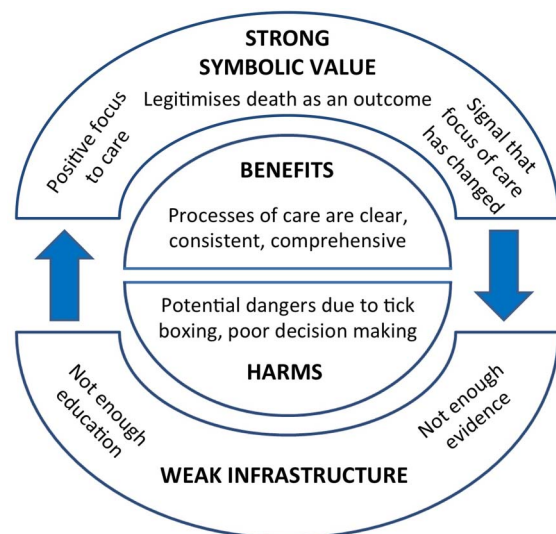 STRONG
SYMBOLIC VALUE
Legitimises death as an outcome
Positive focus
to care
Signal that
focus of care
has changed
BENEFITS
Processes of care are clear,
consistent, comprehensive
Potential dangers due to tick
boxing, poor decision making
HARMS
Not enough
education
Not enough
evidence
WEAK INFRASTRUCTURE